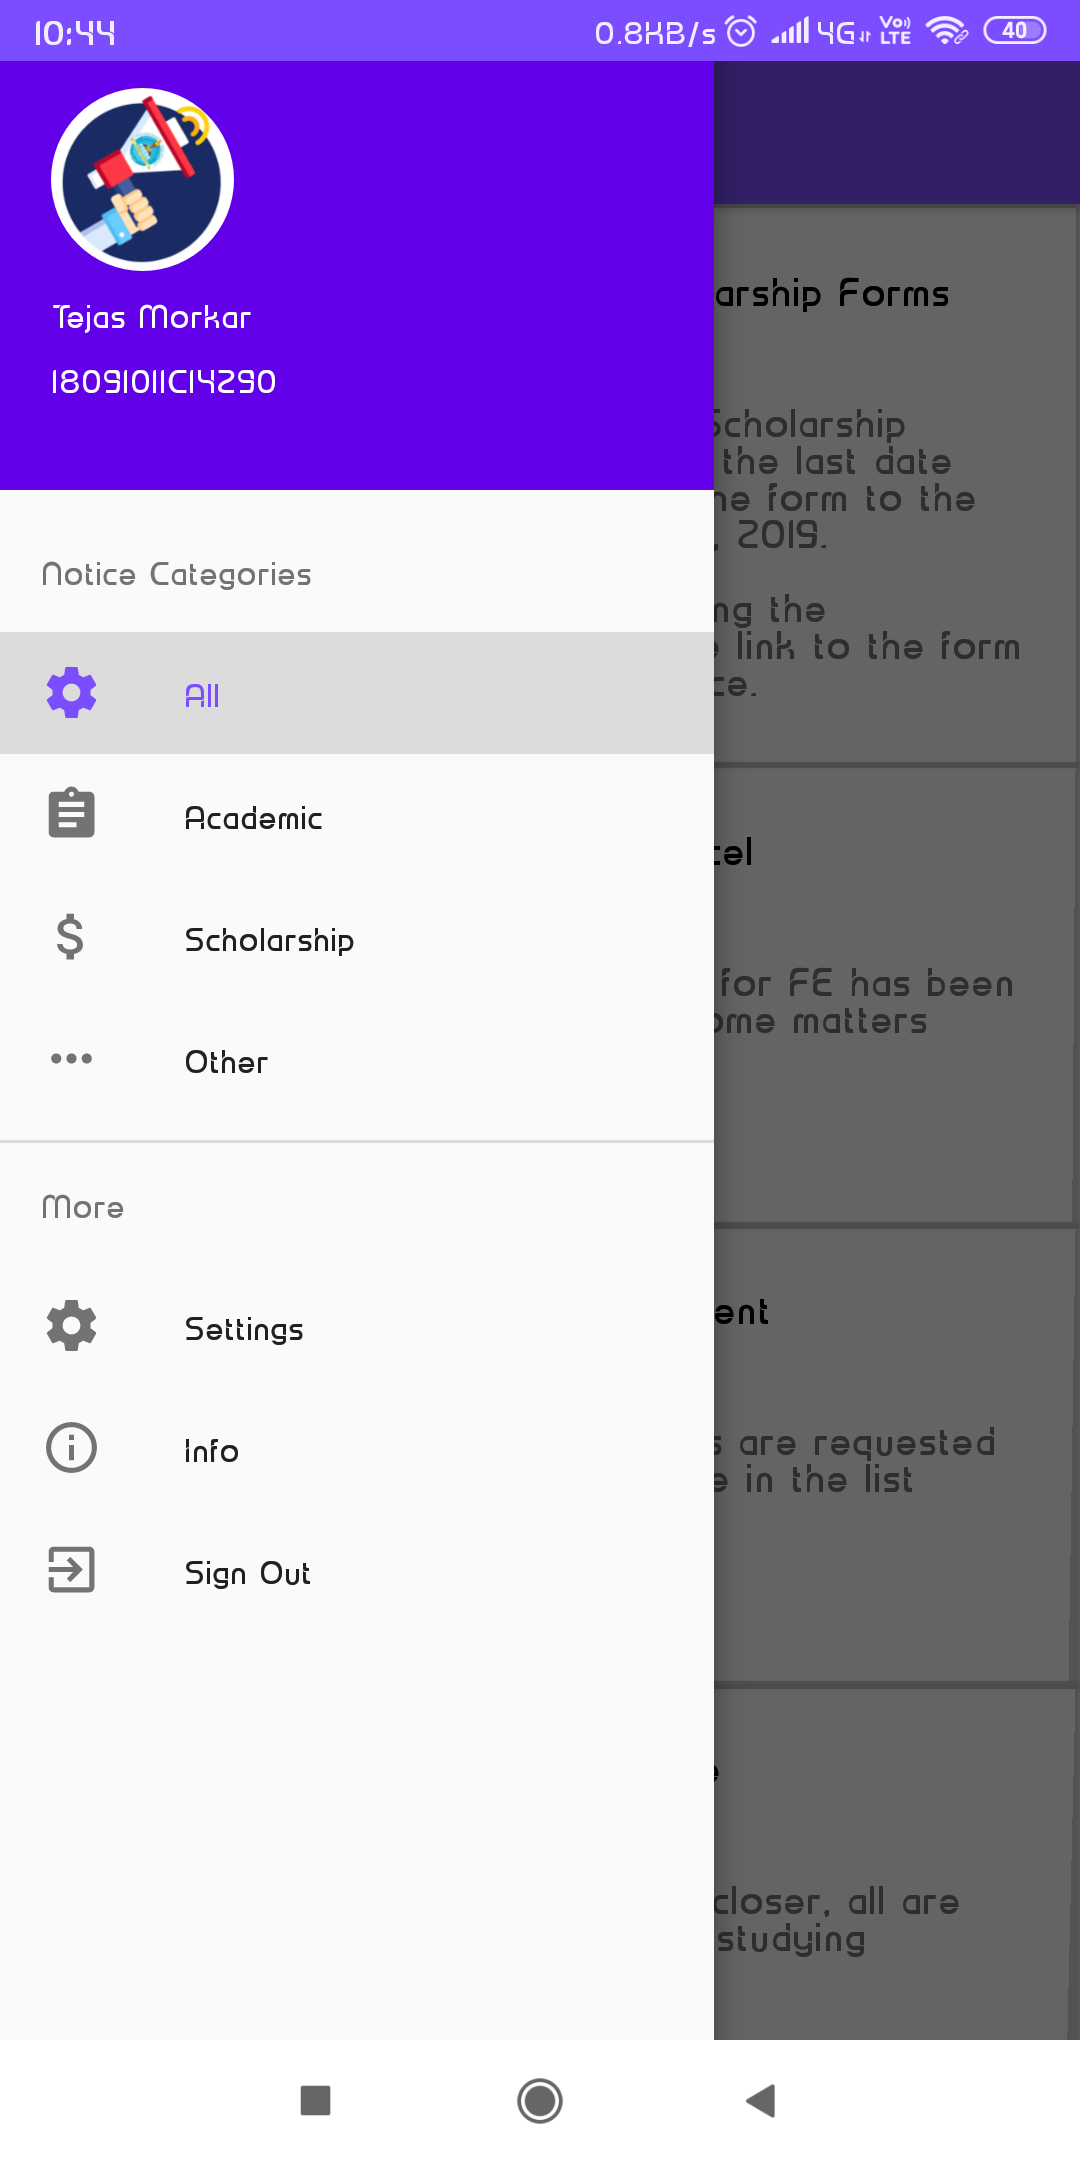 10:44
0.8KB/s 4G Vo) LTE 40
Tejas Morkar
18091011C14290
Notice Categories
All
Academic
Scholarship
Other
More
Settings
Info
Sign Out
arship Forms
Scholarship
the last date
he form to the
, 2019.
ng the
link to the form
ce.
tel
for FE has been
ome matters
ent
s are requested
e in the list
e
closer, all are
studying